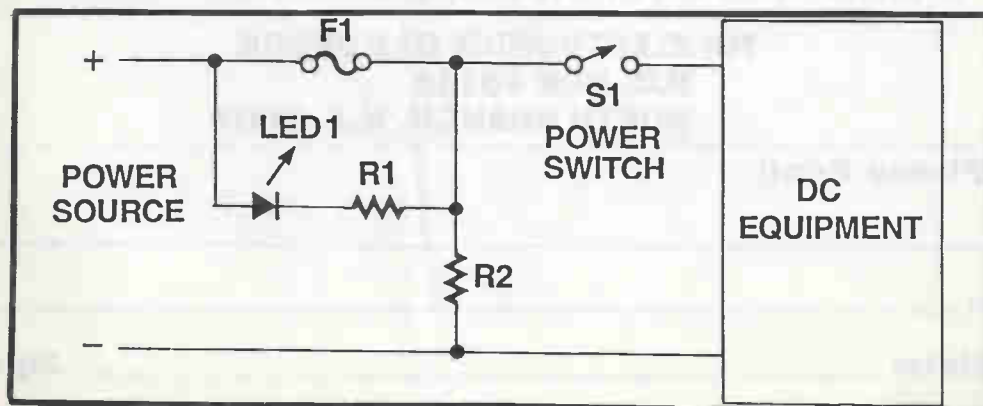 F1
+
S1
POWER
SWITCH
LED1
R1
POWER
SOURCE
DC
EQUIPMENT
R2
−